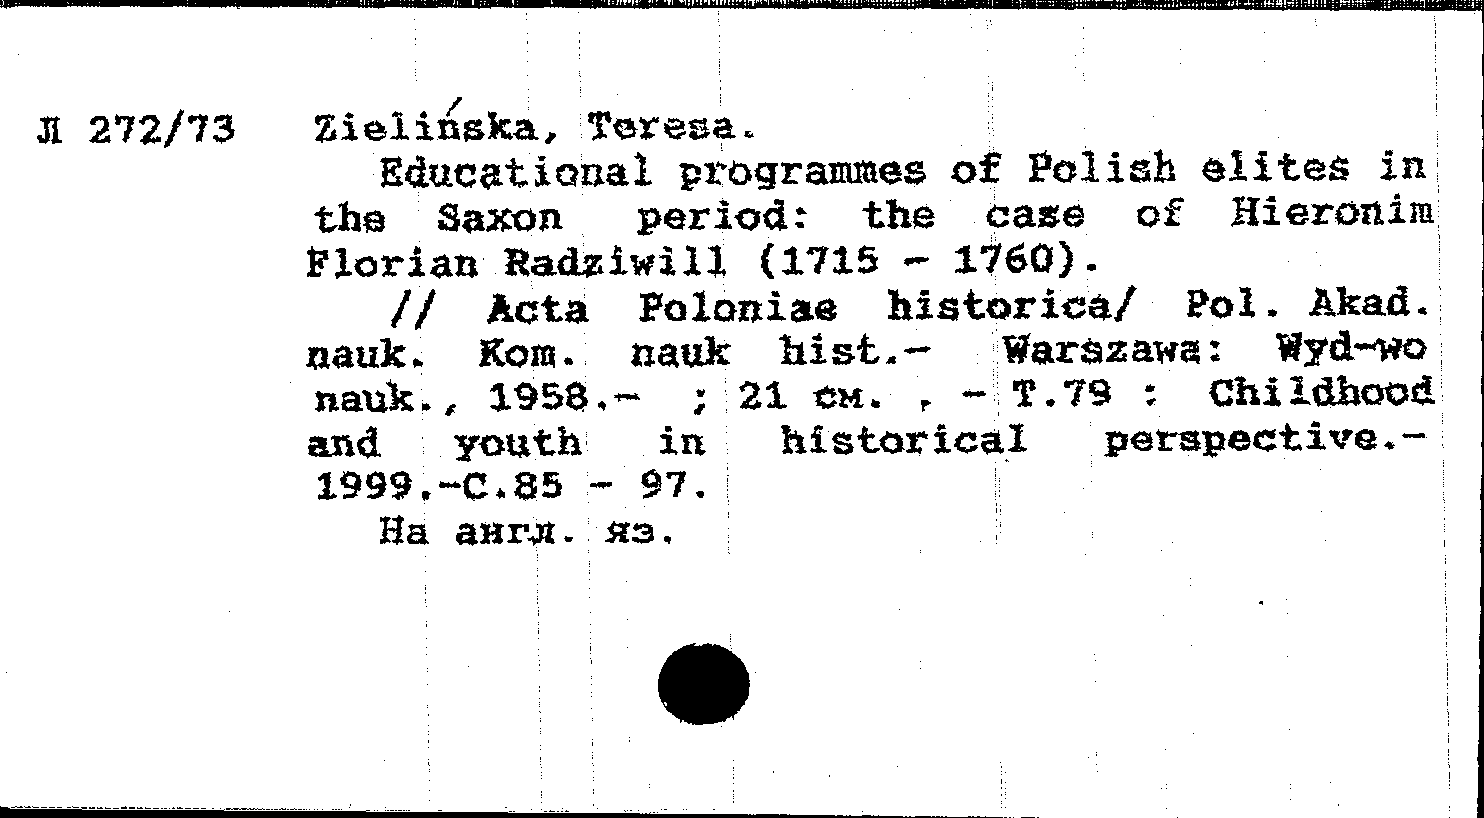 Л 272/73 Zielińska, Teresa.
Educational programmes of Polish elites in
the Saxon period: the case of Hieronim
Florian Radziwill (1715 - 1760).
// Acta Poloniae historica/ Pol. Akad.
nauk. Kom. nauk hist.- Warszawa: Wyd-wo
nauk., 1958.- ; 21 см. . - Т.79 : Childhood
and youth in historical perspective.-
1999.-С.85 - 97.
На англ. яз.